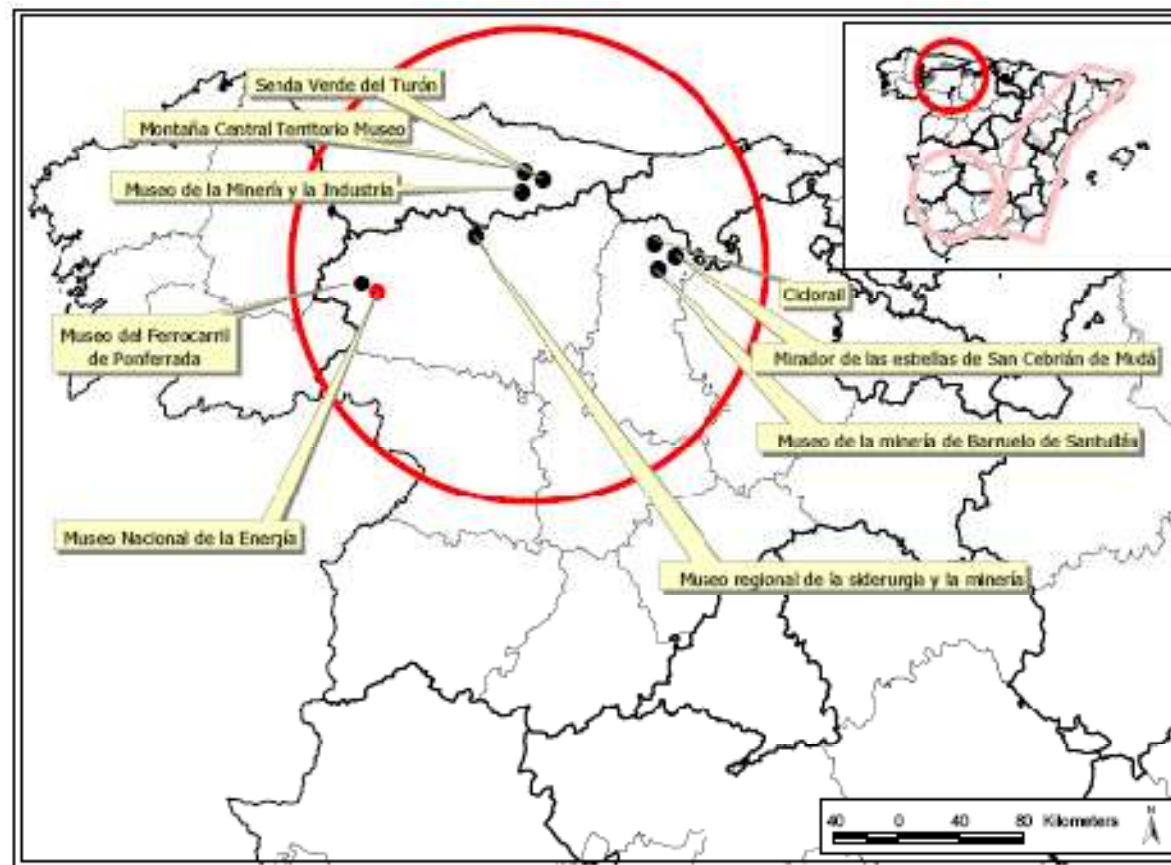 Senda Verde del Turón
Montaña Central Territorio Museo
Museo de la Minería y la Industria
Museo del Ferrocarril
de Ponferrada
Ciclorail
Mirador de las estrellas de San Cebrián de Mudá
Museo de la minería de Barruelo de Santullán
Museo Nacional de la Energía
Museo regional de la siderurgia y la minería
40 0 40 80 Kilometers
N